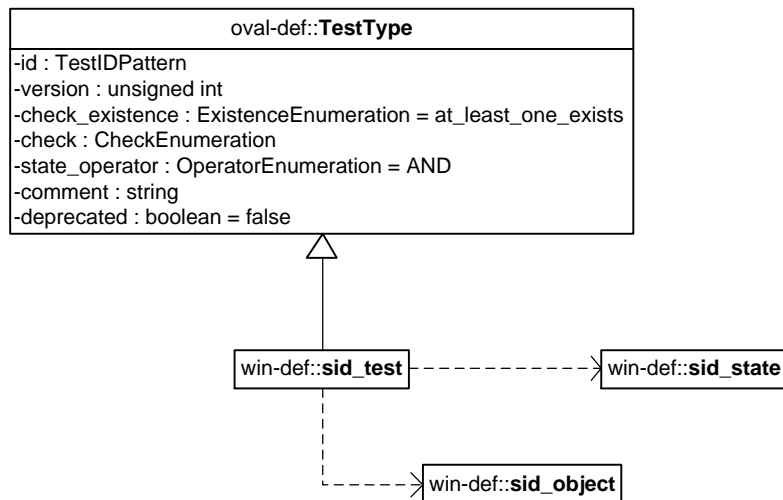 oval-def::TestType
-id : TestIDPattern
-version : unsigned int
-check_existence : ExistenceEnumeration = at_least_one_exists
-check : CheckEnumeration
-state_operator : OperatorEnumeration = AND
-comment : string
-deprecated : boolean = false
win-def::sid_test
win-def::sid_state
win-def::sid_object